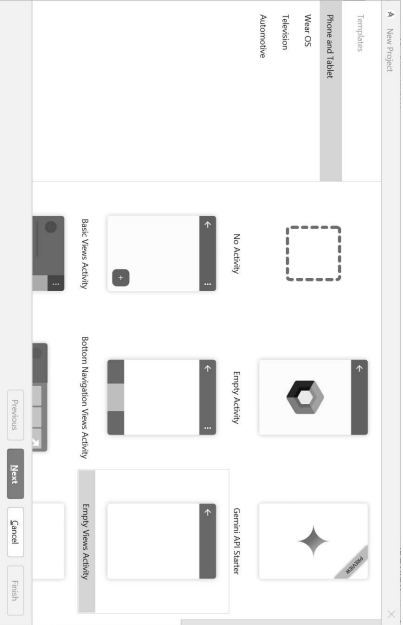 New Project
Templates
Phone and Tablet
Wear OS
Television
Automotive
No Activity
Empty Activity
PREVIEW
Gemini API Starter
Basic Views Activity
Bottom Navigation Views Activity
Empty Views Activity
Previous
Next
Cancel
Finish